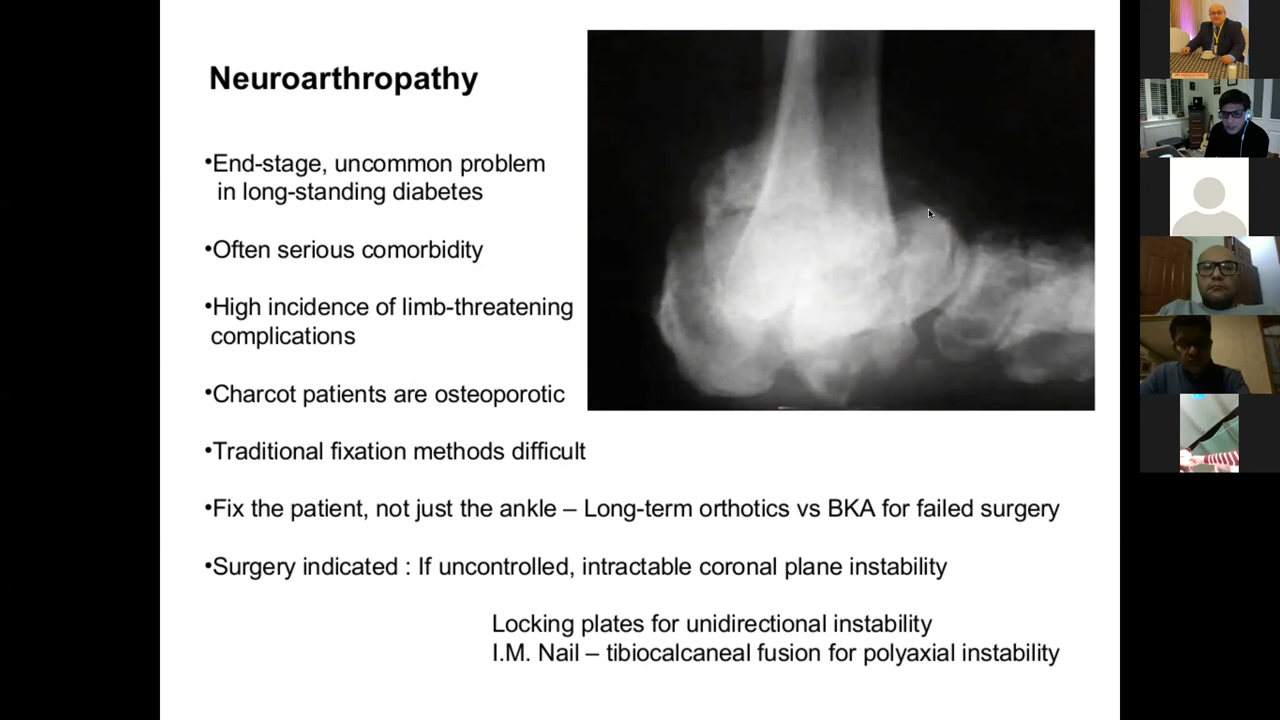 Neuroarthropathy
•End-stage, uncommon problem
in long-standing diabetes
•Often serious comorbidity
•High incidence of limb-threatening
complications
•Charcot patients are osteoporotic
•Traditional fixation methods difficult
•Fix the patient, not just the ankle – Long-term orthotics vs BKA for failed surgery
•Surgery indicated : If uncontrolled, intractable coronal plane instability
Locking plates for unidirectional instability
I.M. Nail – tibiocalcaneal fusion for polyaxial instability